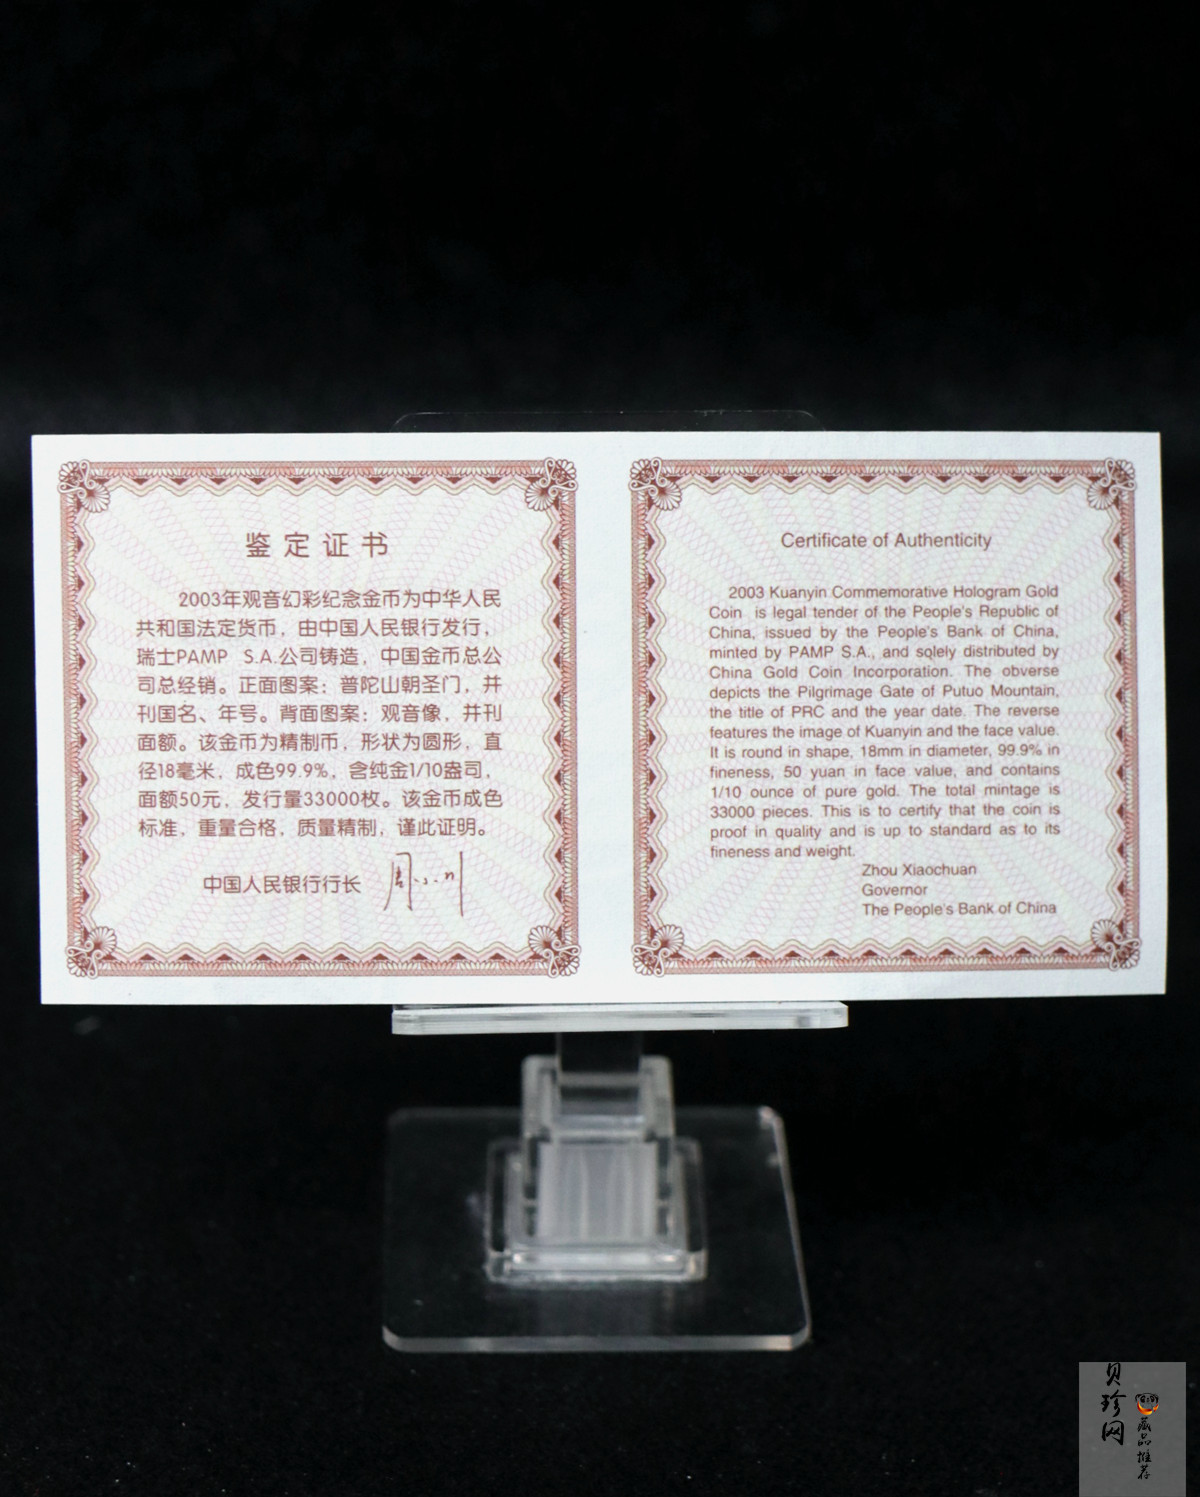 鉴定证书
2003年观音幻彩纪念金币为中华人民
共和国法定货币，由中国人民银行发行，
瑞士PAMP S.A.公司铸造，中国金币总公
司总经销。正面图案：普陀山朝圣门，并
刊国名、年号。背面图案：观音像，并刊
面额。该金币为精制币，形状为圆形，直
径18毫米，成色99.9%，含纯金1/10盎司，
面额50元，发行量33000枚。该金币成色
标准，重量合格，质量精制，谨此证明。
中国人民银行行长 周小川
Certificate of Authenticity
2003 Kuanyin Commemorative Hologram Gold
Coin is legal tender of the People's Republic of
China, issued by the People's Bank of China,
minted by PAMP S.A., and solely distributed by
China Gold Coin Incorporation. The obverse
depicts the Pilgrimage Gate of Putuo Mountain,
the title of PRC and the year date. The reverse
features the image of Kuanyin and the face value.
It is round in shape, 18mm in diameter, 99.9% in
fineness, 50 yuan in face value, and contains
1/10 ounce of pure gold. The total mintage is
33000 pieces. This is to certify that the coin is
proof in quality and is up to standard as to its
fineness and weight.
Zhou Xiaochuan
Governor
The People's Bank of China
贝珍网
藏品推荐